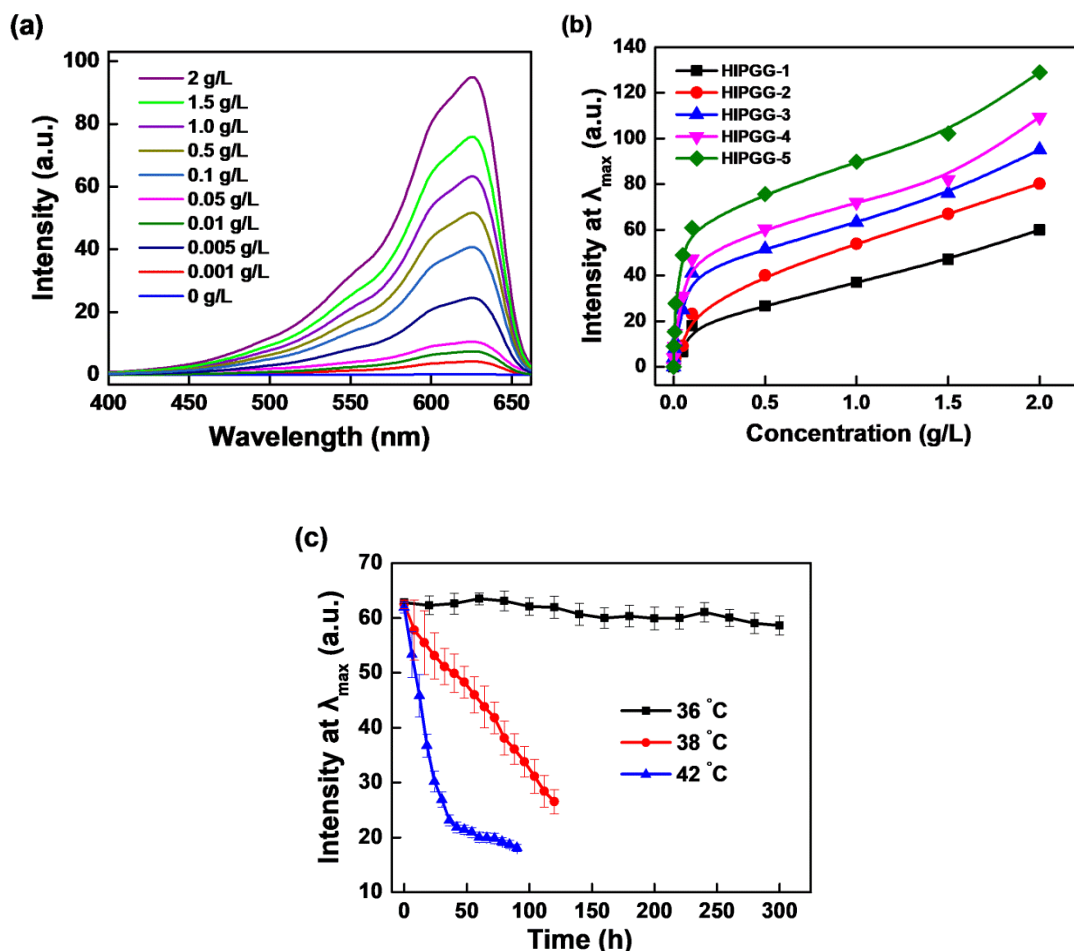 (a)
100
80
60
40
20
0
Intensity (a.u.)
2 g/L
1.5 g/L
1.0 g/L
0.5 g/L
0.1 g/L
0.05 g/L
0.01 g/L
0.005 g/L
0.001 g/L
0 g/L
400 450 500 550 600 650
Wavelength (nm)
(b)
140
120
100
80
60
40
20
0
Intensity at λmax (a.u.)
HIPGG-1
HIPGG-2
HIPGG-3
HIPGG-4
HIPGG-5
0.0 0.5 1.0 1.5 2.0
Concentration (g/L)
(c)
70
60
50
40
30
20
10
Intensity at λmax (a.u.)
36 °C
38 °C
42 °C
0 50 100 150 200 250 300
Time (h)